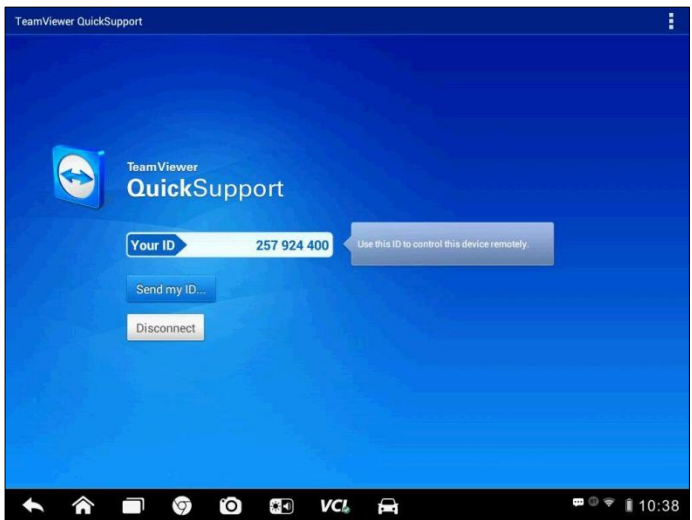 TeamViewer QuickSupport
TeamViewer
QuickSupport
Your ID 257 924 400
Use this ID to control this device remotely.
Send my ID...
Disconnect
VCI
10:38